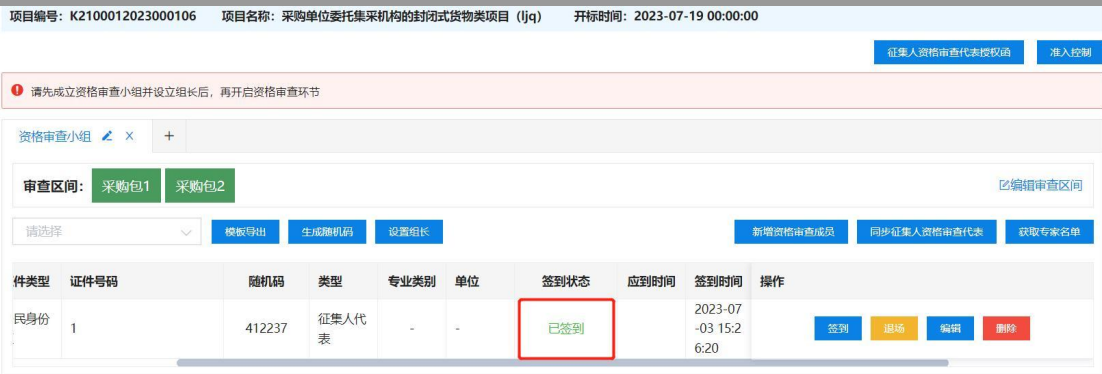 项目编号：K2100012023000106 项目名称：采购单位委托集采机构的封闭式货物类项目（ljq） 开标时间：2023-07-19 00:00:00
征集人资格审查代表授权函 准入控制
请先成立资格审查小组并设立组长后，再开启资格审查环节
资格审查小组 X +
审查区间： 采购包1 采购包2 编辑审查区间
请选择 模板导出 生成随机码 设置组长 新增资格审查成员 同步征集人资格审查代表 获取专家名单
件类型 证件号码 随机码 类型 专业类别 单位 签到状态 应到时间 签到时间 操作
民身份 1 412237 征集人代表 - - 已签到 2023-07-03 15:26:20 签到 退场 编辑 删除